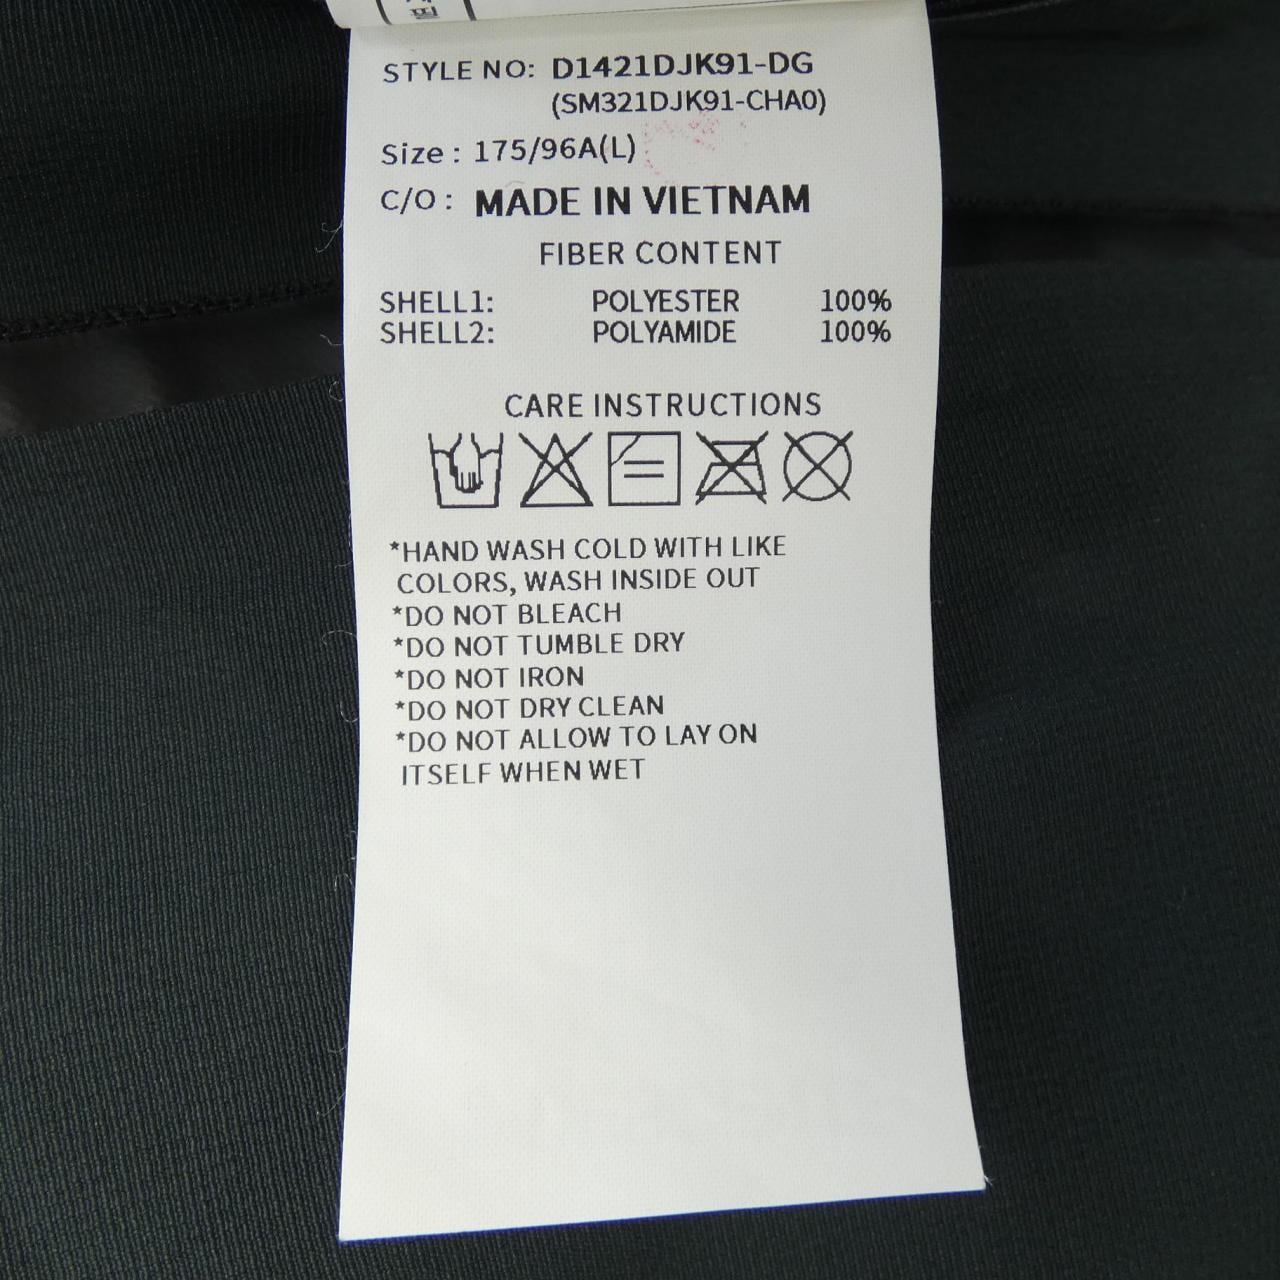 STYLE NO: D1421DJK91-DG
(SM321DJK91-CHA0)
Size : 175/96A(L)
C/O : MADE IN VIETNAM
FIBER CONTENT
SHELL1: POLYESTER 100%
SHELL2: POLYAMIDE 100%
CARE INSTRUCTIONS
*HAND WASH COLD WITH LIKE
COLORS, WASH INSIDE OUT
*DO NOT BLEACH
*DO NOT TUMBLE DRY
*DO NOT IRON
*DO NOT DRY CLEAN
*DO NOT ALLOW TO LAY ON
ITSELF WHEN WET